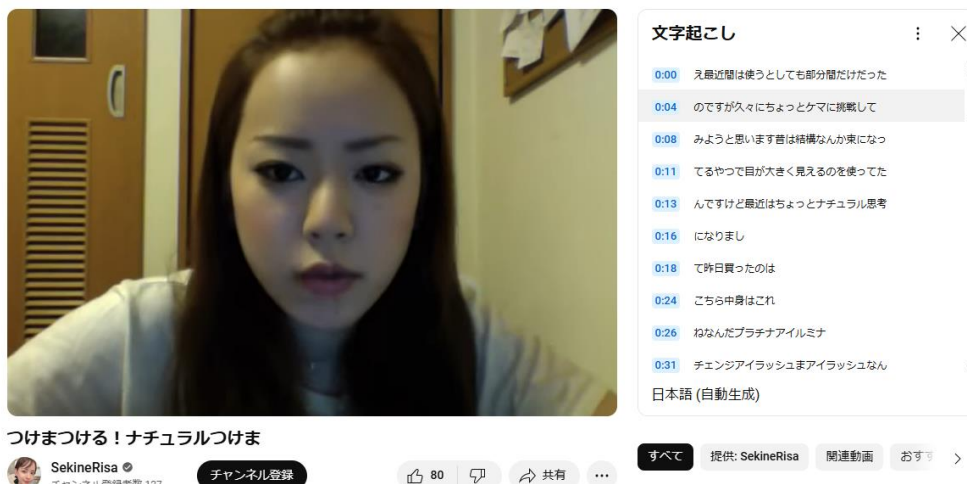 文字起こし
0:00 え最近間は使うとしても部分間だけだった
0:04 のですが久々にちょっとケマに挑戦して
0:08 みようと思います昔は結構なんか束になっ
0:11 てるやつで目が大きく見えるのを使ってた
0:13 んですけど最近はちょっとナチュラル思考
0:16 になりまし
0:18 て昨日買ったのは
0:24 こちら中身はこれ
0:26 ねなんだプラチナアイルミナ
0:31 チェンジアイラッシュまアイラッシュなん
日本語 (自動生成)
つけまつける！ナチュラルつけま
SekineRisa
チャンネル登録
80
共有
すべて
提供: SekineRisa
関連動画
おす